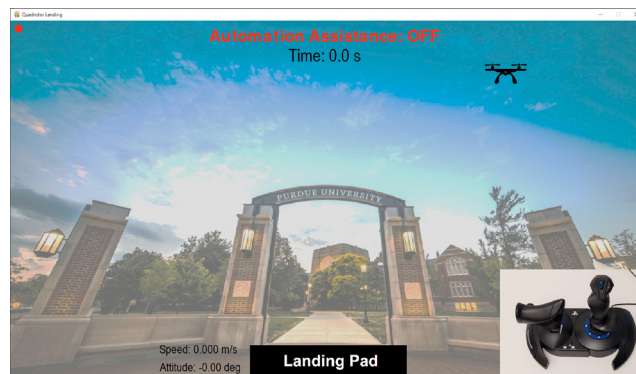 Quadrotor Landing
Automation Assistance: OFF
Time: 0.0 s
PURDUE UNIVERSITY
Speed: 0.000 m/s
Attitude: -0.00 deg
Landing Pad